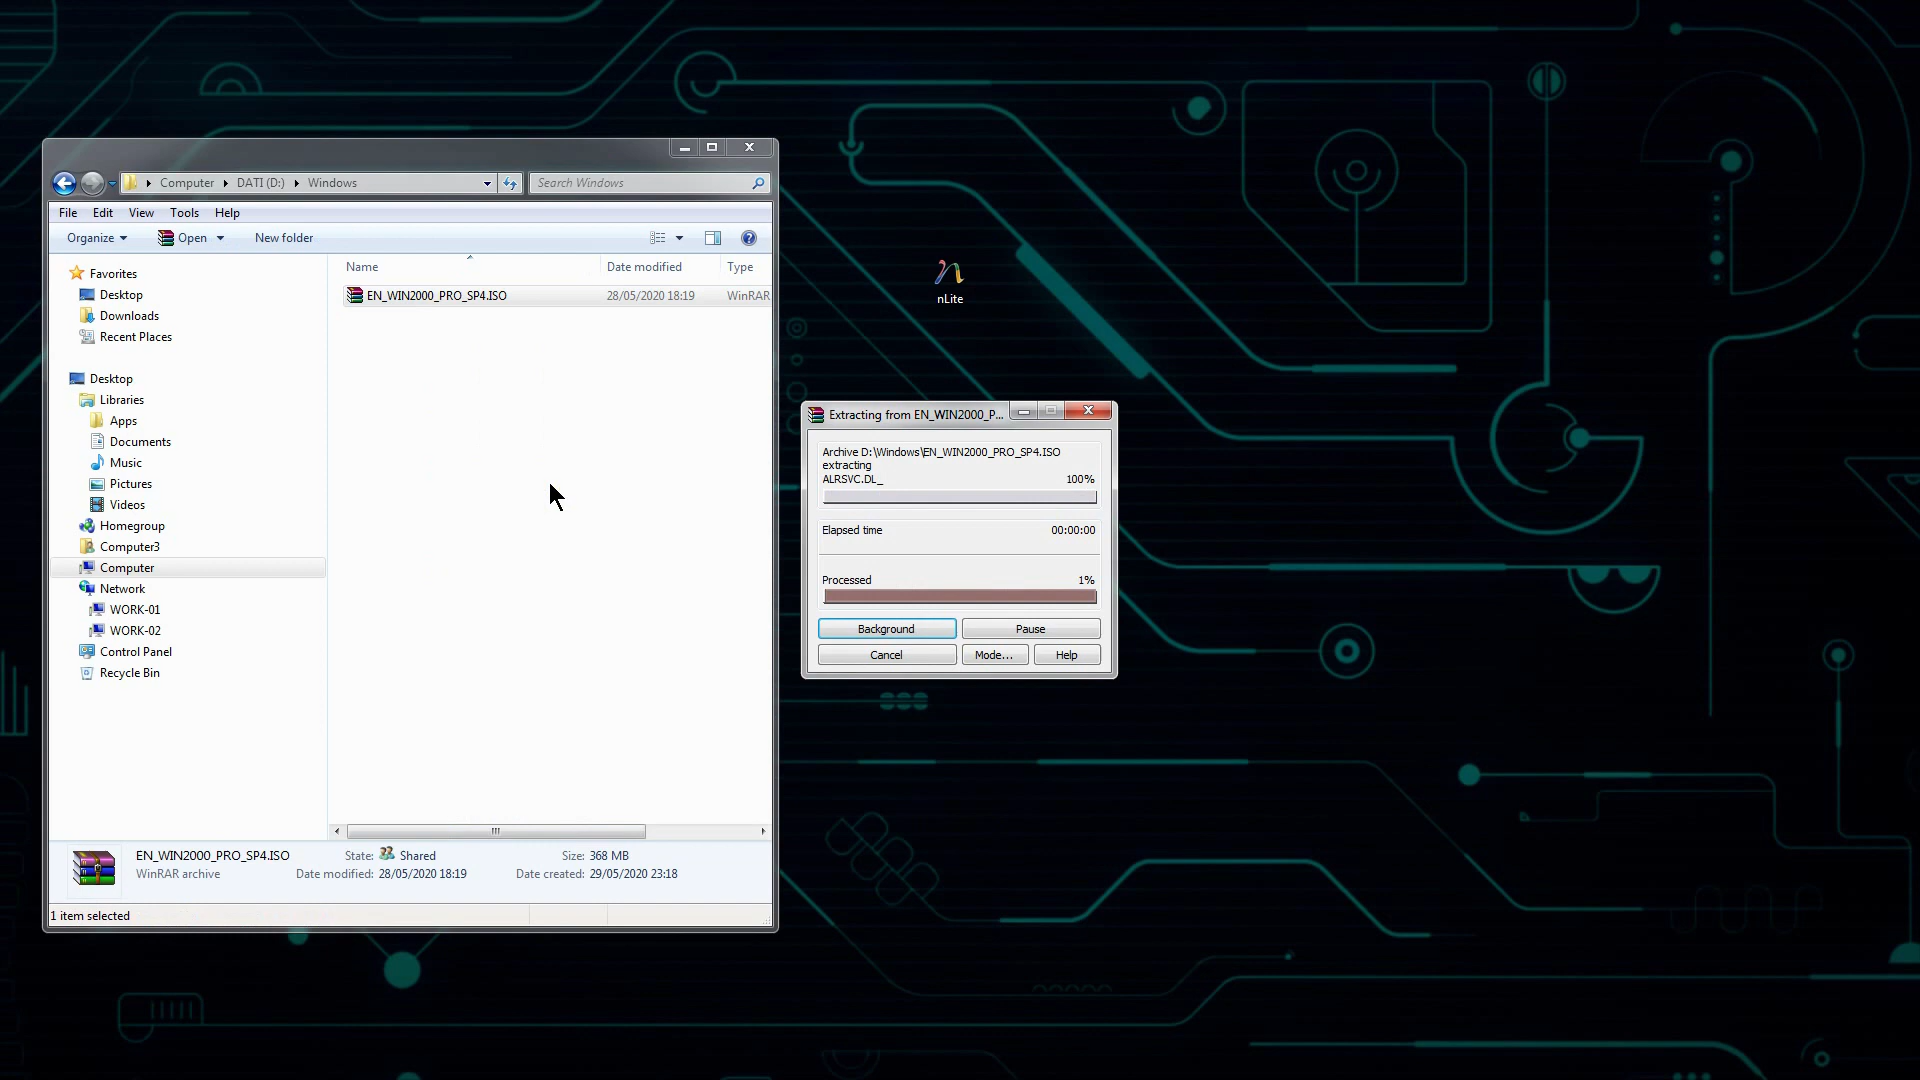 Computer DATI (D:) Windows
Search Windows
File Edit View Tools Help
Organize Open New folder
Favorites
Desktop
Downloads
Recent Places
Desktop
Libraries
Apps
Documents
Music
Pictures
Videos
Homegroup
Computer3
Computer
Network
WORK-01
WORK-02
Control Panel
Recycle Bin
Name Date modified Type
EN_WIN2000_PRO_SP4.ISO 28/05/2020 18:19 WinRAR
EN_WIN2000_PRO_SP4.ISO State: Shared Size: 368 MB
WinRAR archive Date modified: 28/05/2020 18:19 Date created: 29/05/2020 23:18
1 item selected
nLite
Extracting from EN_WIN2000_P...
Archive D:\Windows\EN_WIN2000_PRO_SP4.ISO
extracting
ALRSVC.DL_ 100%
Elapsed time 00:00:00
Processed 1%
Background Pause
Cancel Mode... Help